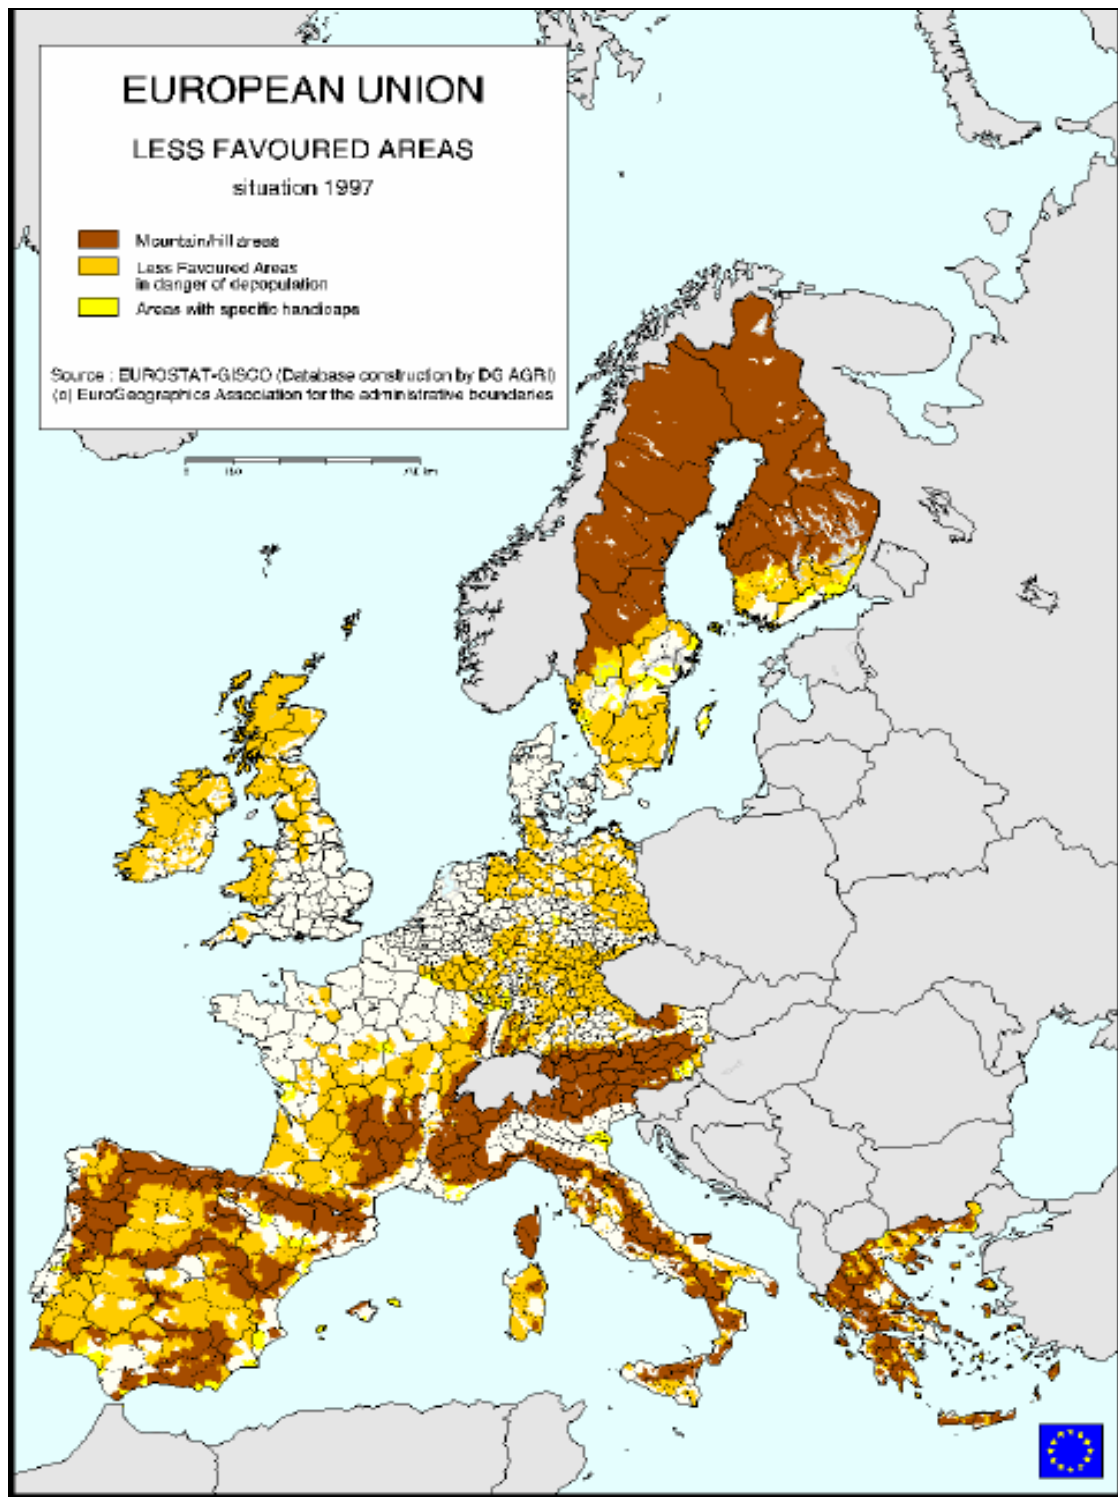 EUROPEAN UNION
LESS FAVOURED AREAS
situation 1997
Mountain/hill areas
Less Favoured Areas
in danger of depopulation
Areas with specific handicaps
Source : EUROSTAT-GISCO (Database construction by DG AGRI)
(c) EuroGeographics Association for the administrative boundaries
km